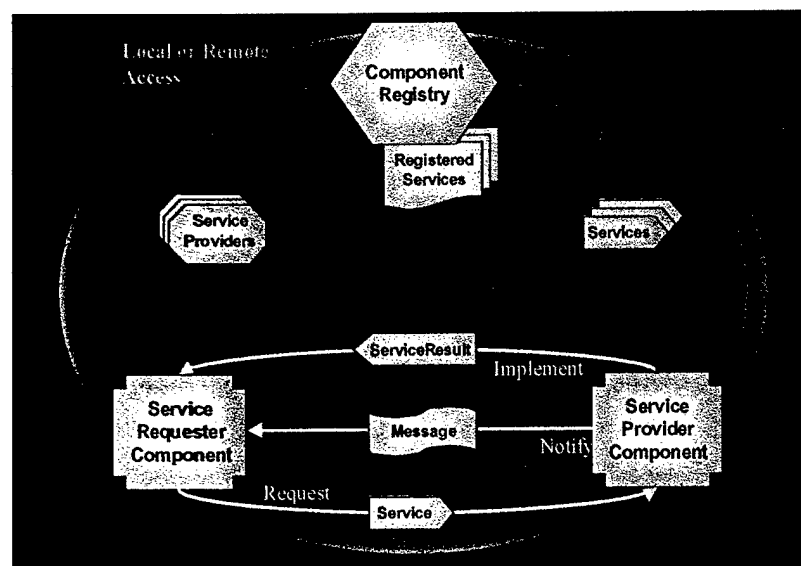 Local or Remote
Access
Component
Registry
Registered
Services
Service
Providers
Services
ServiceResult
Implement
Service
Requester
Component
Message
Notify
Service
Provider
Component
Request
Service